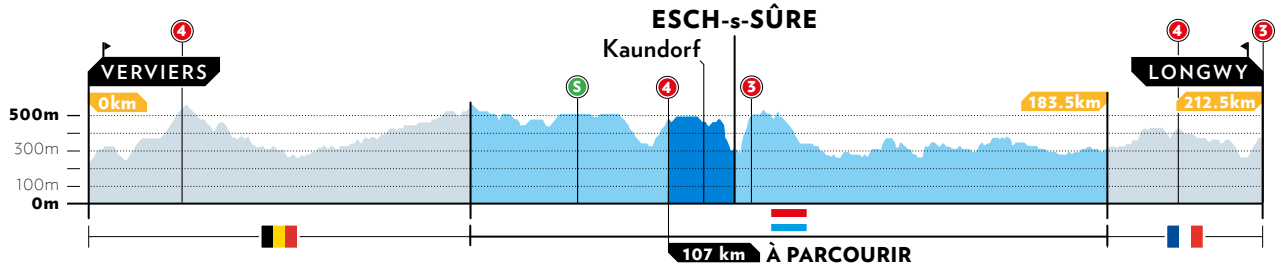 ESCH-s-SÛRE
4
4
3
Kaundorf
VERVIERS
LONGWY
S
4
3
0km
183.5km
212.5km
500m
300m
100m
0m
107 km À PARCOURIR